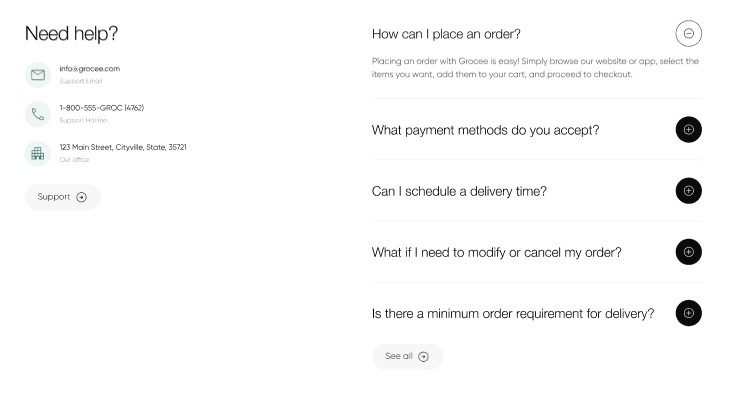 Need help?
info@grocee.com
Support Email
1-800-555-GROC (4762)
Support Hotline
123 Main Street, Cityville, State, 35721
Our office
Support
How can I place an order?
Placing an order with Grocee is easy! Simply browse our website or app, select the
items you want, add them to your cart, and proceed to checkout.
What payment methods do you accept?
Can I schedule a delivery time?
What if I need to modify or cancel my order?
Is there a minimum order requirement for delivery?
See all